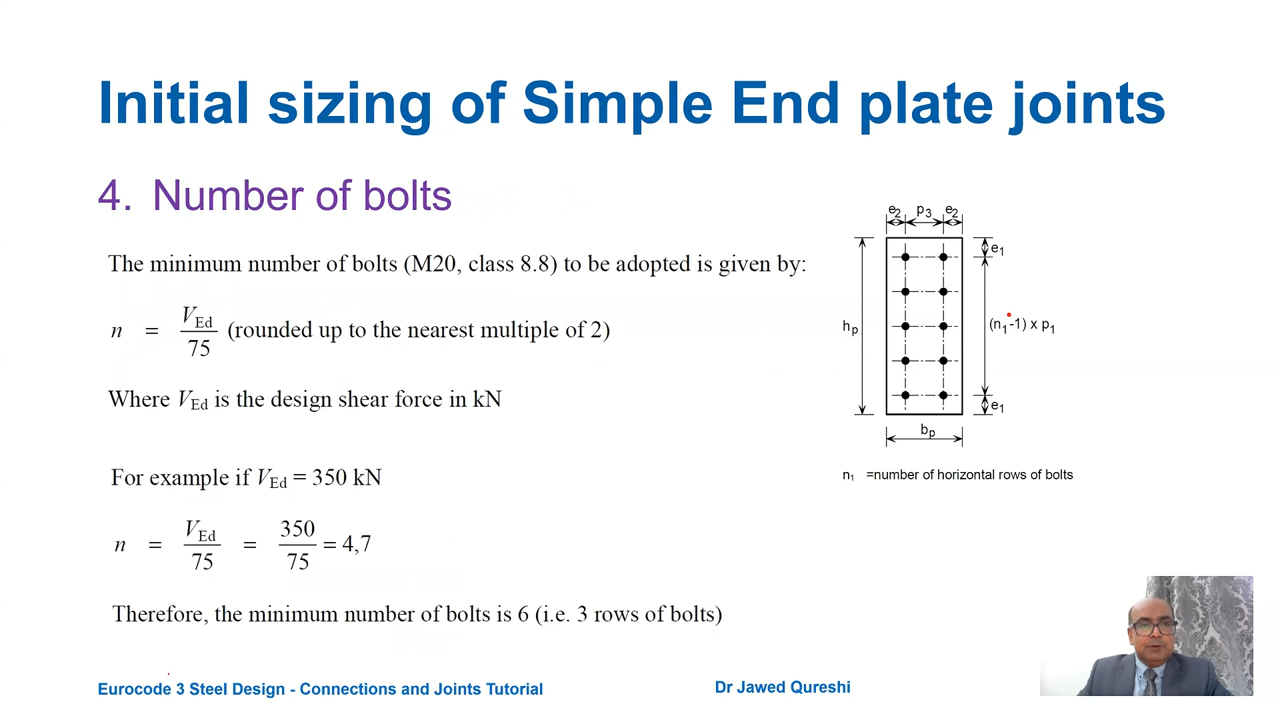 Initial sizing of Simple End plate joints
4. Number of bolts
The minimum number of bolts (M20, class 8.8) to be adopted is given by:
n = V_Ed / 75 (rounded up to the nearest multiple of 2)
Where V_Ed is the design shear force in kN
For example if V_Ed = 350 kN
n = V_Ed / 75 = 350 / 75 = 4,7
Therefore, the minimum number of bolts is 6 (i.e. 3 rows of bolts)
e2 p3 e2
e1
hp
(n1-1) x p1
e1
bp
n1 =number of horizontal rows of bolts
Eurocode 3 Steel Design - Connections and Joints Tutorial
Dr Jawed Qureshi